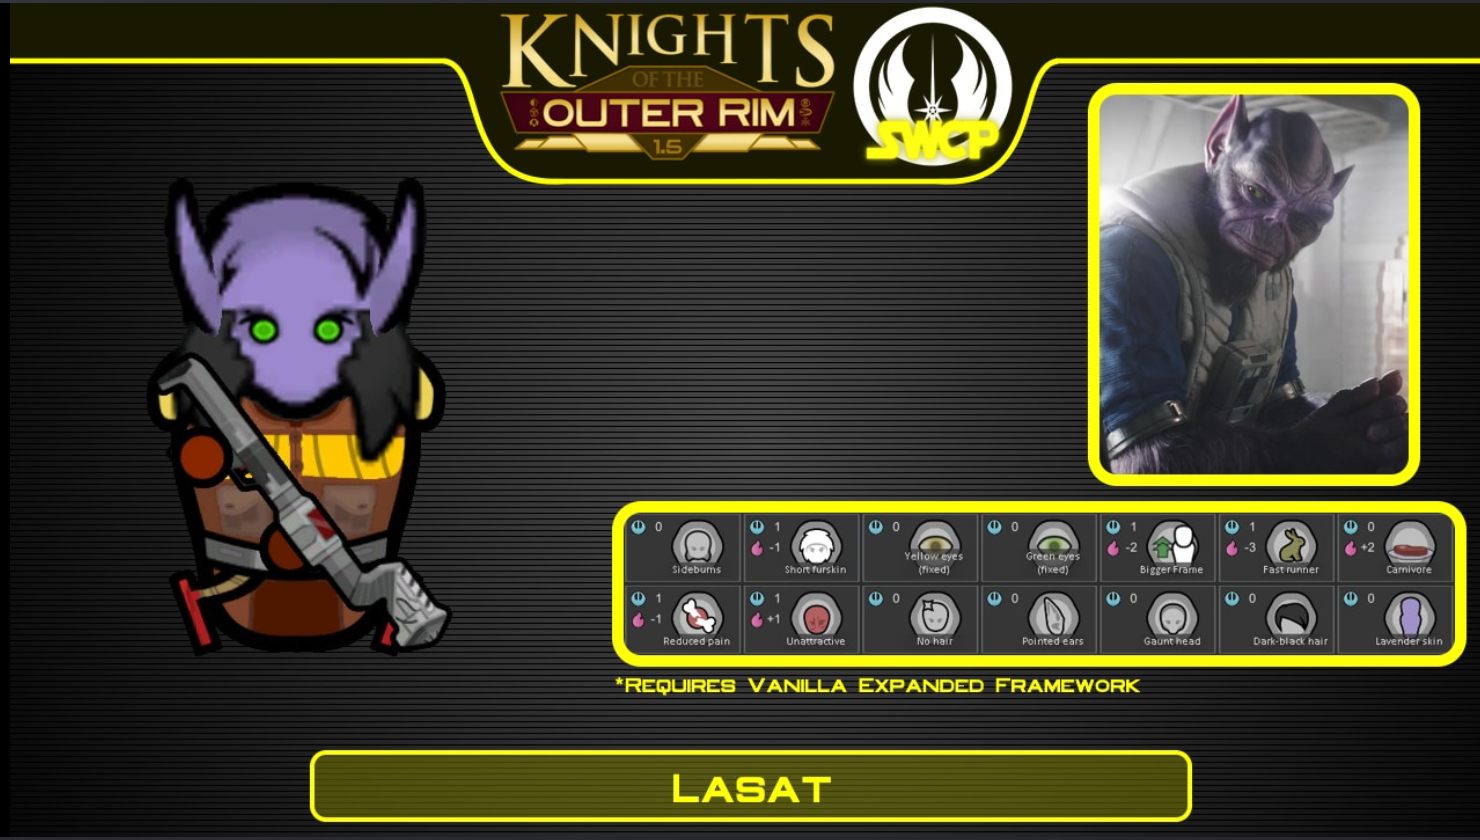 KNIGHTS
OF THE
OUTER RIM
1.5
SWCP
0 1 0 0 1 1 0
-1 -2 -3 +2
Sideburns Short furskin Yellow eyes (fixed) Green eyes (fixed) Bigger Frame Fast runner Carnivore
1 1 0 0 0 0 0
-1 +1
Reduced pain Unattractive No hair Pointed ears Gaunt head Dark-black hair Lavender skin
*Requires Vanilla Expanded Framework
LASAT